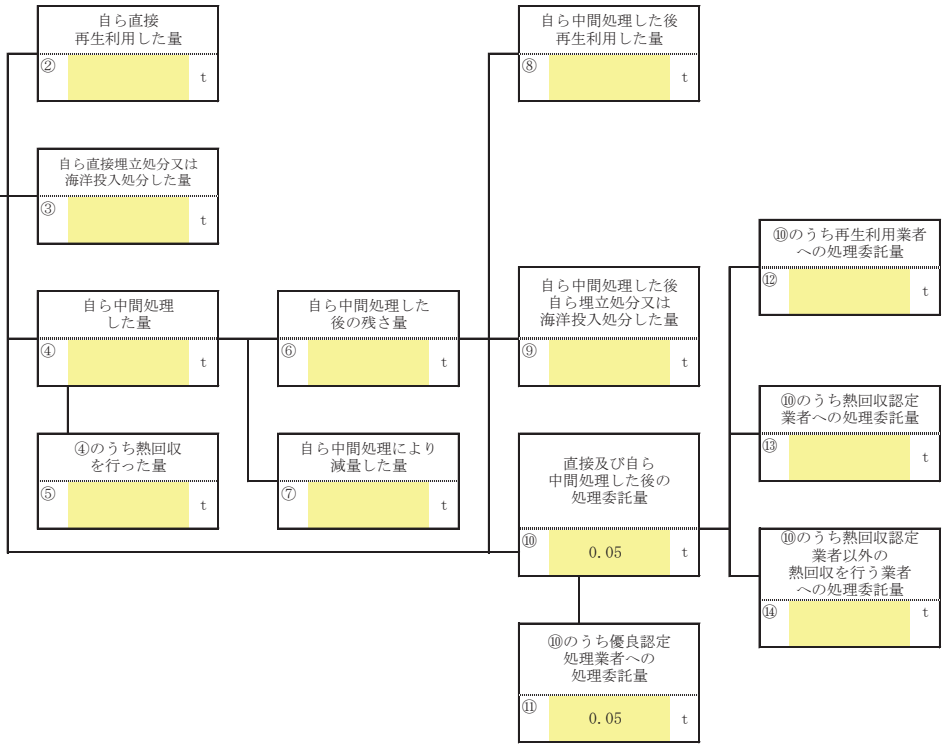 自ら直接
再生利用した量
②
t
自ら直接埋立処分又は
海洋投入処分した量
③
t
自ら中間処理
した量
④
t
④のうち熱回収
を行った量
⑤
t
自ら中間処理した
後の残さ量
⑥
t
自ら中間処理により
減量した量
⑦
t
自ら中間処理した後
再生利用した量
⑧
t
自ら中間処理した後
自ら埋立処分又は
海洋投入処分した量
⑨
t
直接及び自ら
中間処理した後の
処理委託量
⑩
0.05 t
⑩のうち優良認定
処理業者への
処理委託量
⑪
0.05 t
⑩のうち再生利用業者
への処理委託量
⑫
t
⑩のうち熱回収認定
業者への処理委託量
⑬
t
⑩のうち熱回収認定
業者以外の
熱回収を行う業者
への処理委託量
⑭
t